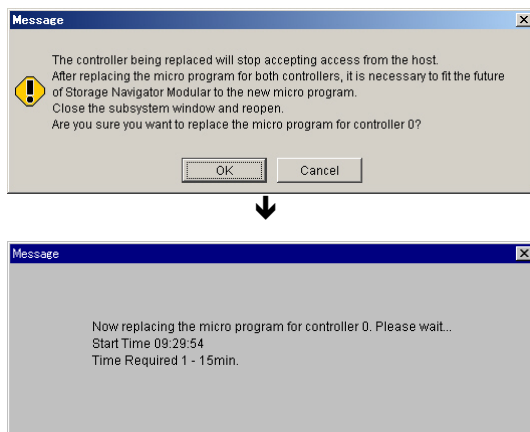 Message
The controller being replaced will stop accepting access from the host.
After replacing the micro program for both controllers, it is necessary to fit the future
of Storage Navigator Modular to the new micro program.
Close the subsystem window and reopen.
Are you sure you want to replace the micro program for controller 0?
OK
Cancel
Message
Now replacing the micro program for controller 0. Please wait...
Start Time 09:29:54
Time Required 1 - 15min.